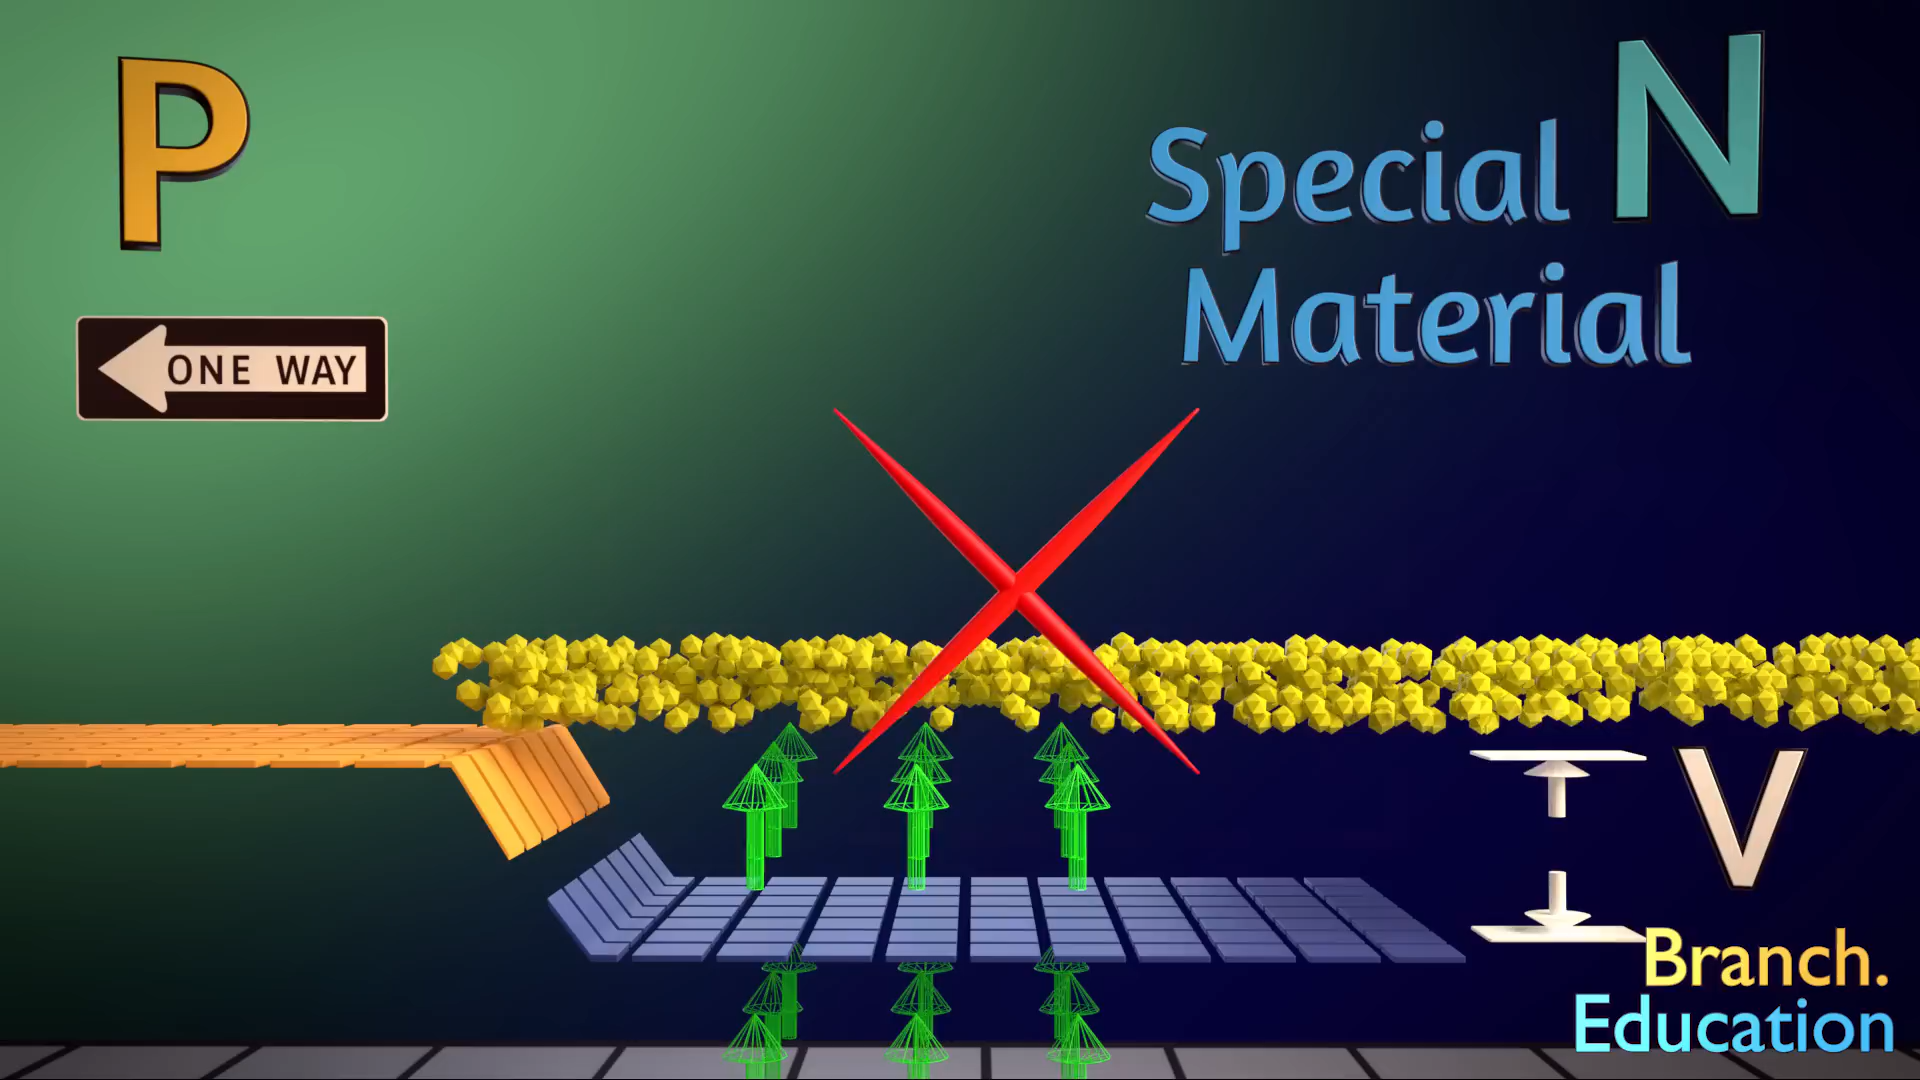 P
N
Special
Material
ONE WAY
V
Branch.
Education